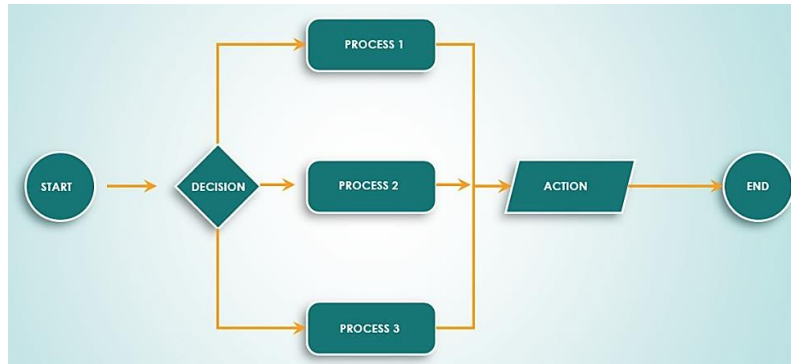 START
DECISION
PROCESS 1
PROCESS 2
PROCESS 3
ACTION
END